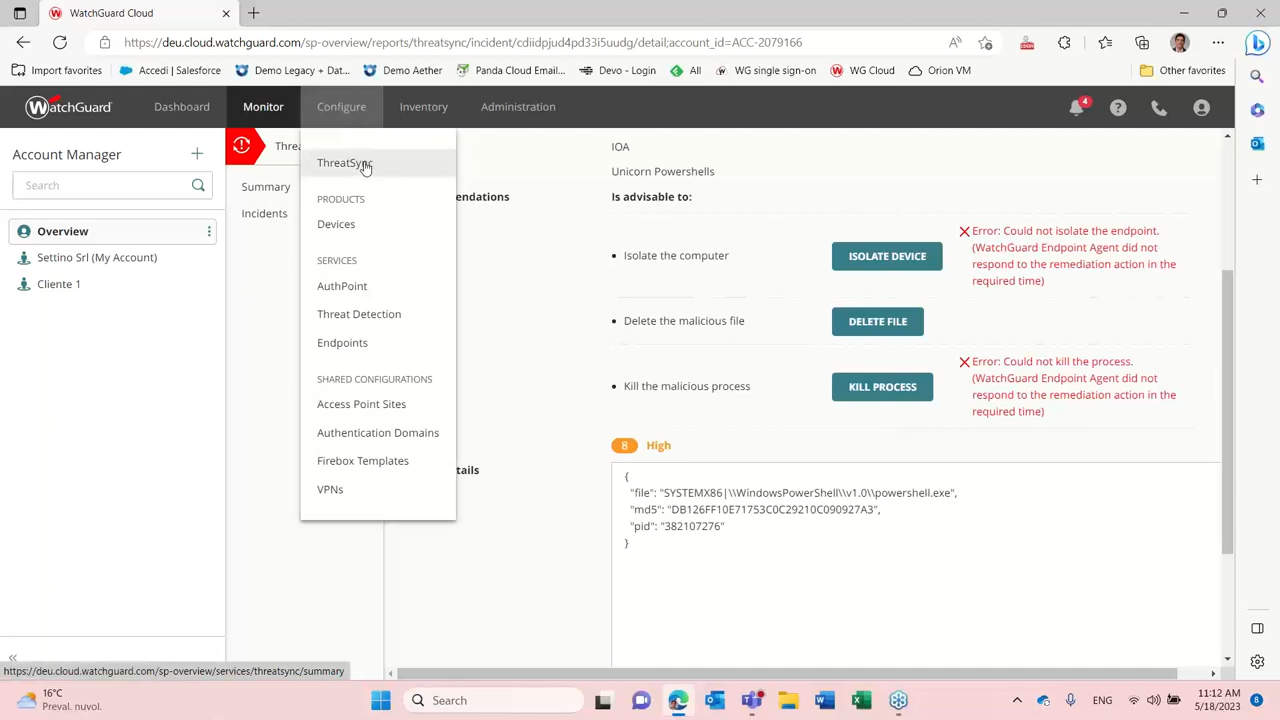 WatchGuard Cloud
https://deu.cloud.watchguard.com/sp-overview/reports/threatsync/incident/cdiidpjud4pd33i5uudg/detail;account_id=ACC-2079166
Import favorites
Accedi | Salesforce
Demo Legacy + Dat...
Demo Aether
Panda Cloud Email...
Devo - Login
All
WG single sign-on
WG Cloud
Orion VM
Other favorites
WatchGuard
Dashboard
Monitor
Configure
Inventory
Administration
4
Account Manager
Search
Overview
Settino Srl (My Account)
Cliente 1
Threa
Summary
Incidents
ThreatSync
PRODUCTS
Devices
SERVICES
AuthPoint
Threat Detection
Endpoints
SHARED CONFIGURATIONS
Access Point Sites
Authentication Domains
Firebox Templates
VPNs
IOA
Unicorn Powershells
endations
Is advisable to:
Isolate the computer
ISOLATE DEVICE
Error: Could not isolate the endpoint.
(WatchGuard Endpoint Agent did not
respond to the remediation action in the
required time)
Delete the malicious file
DELETE FILE
Kill the malicious process
KILL PROCESS
Error: Could not kill the process.
(WatchGuard Endpoint Agent did not
respond to the remediation action in the
required time)
8 High
tails
{
"file": "SYSTEMX86|\\WindowsPowerShell\\v1.0\\powershell.exe",
"md5": "DB126FF10E71753C0C29210C090927A3",
"pid": "382107276"
}
https://deu.cloud.watchguard.com/sp-overview/services/threatsync/summary
16°C
Preval. nuvol.
Search
ENG
11:12 AM
5/18/2023
8